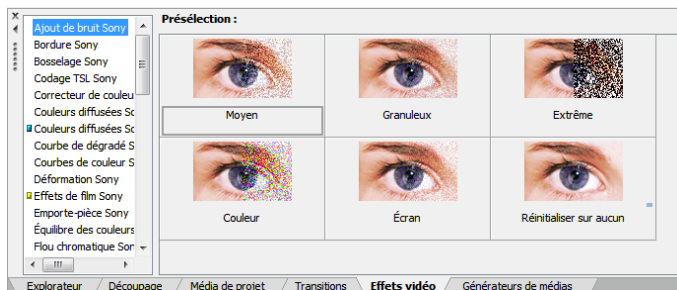 Présélection :
Ajout de bruit Sony
Bordure Sony
Bosselage Sony
Codage TSL Sony
Correcteur de couleu
Couleurs diffusées So
Couleurs diffusées So
Courbe de dégradé S
Courbes de couleur S
Déformation Sony
Effets de film Sony
Emporte-pièce Sony
Équilibre des couleurs
Flou chromatique Son
Moyen
Granuleux
Extrême
Couleur
Écran
Réinitialiser sur aucun
Explorateur
Découpage
Média de projet
Transitions
Effets vidéo
Générateurs de médias